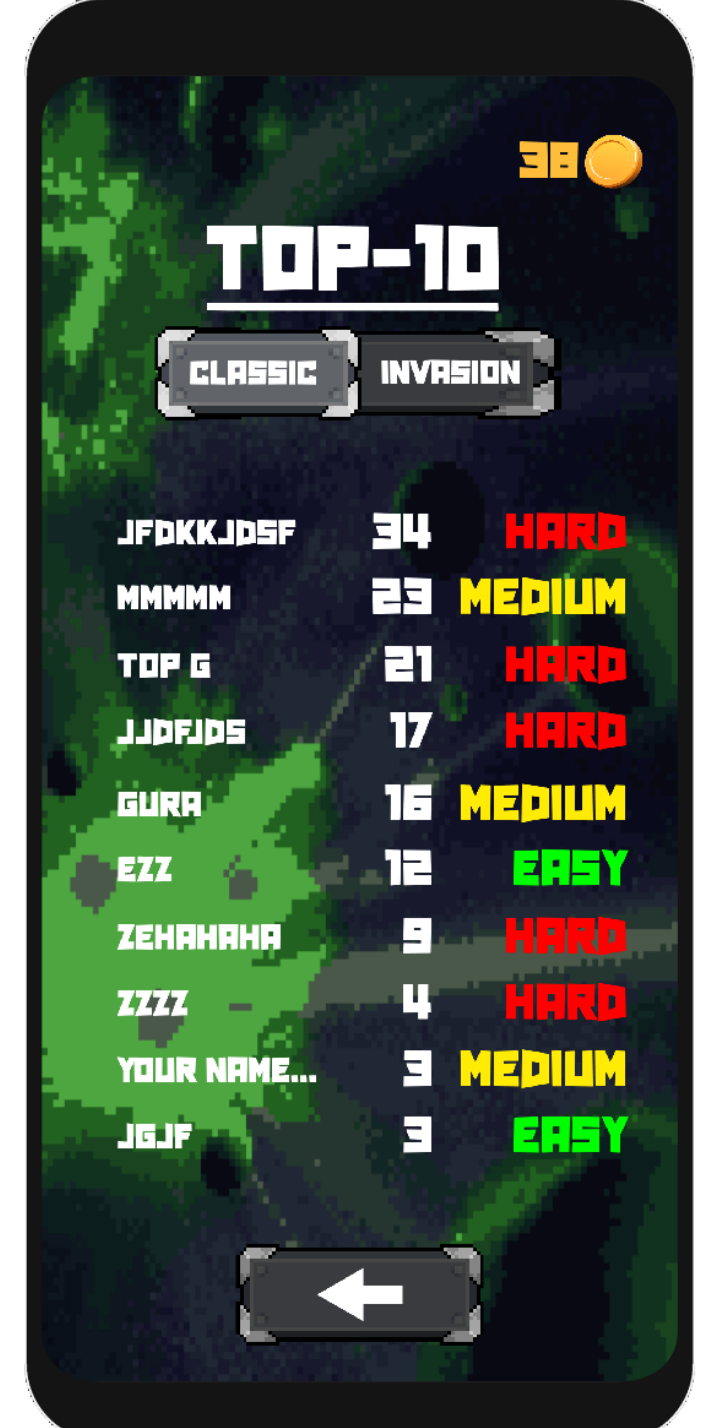 38
TOP-10
CLASSIC INVASION
JFDKKJDSF 34 HARD
MMMMM 23 MEDIUM
TOP G 21 HARD
JJDFJDS 17 HARD
GURA 16 MEDIUM
EZZ 12 EASY
ZEHAHAHA 9 HARD
ZZZZ 4 HARD
YOUR NAME... 3 MEDIUM
JGJF 3 EASY